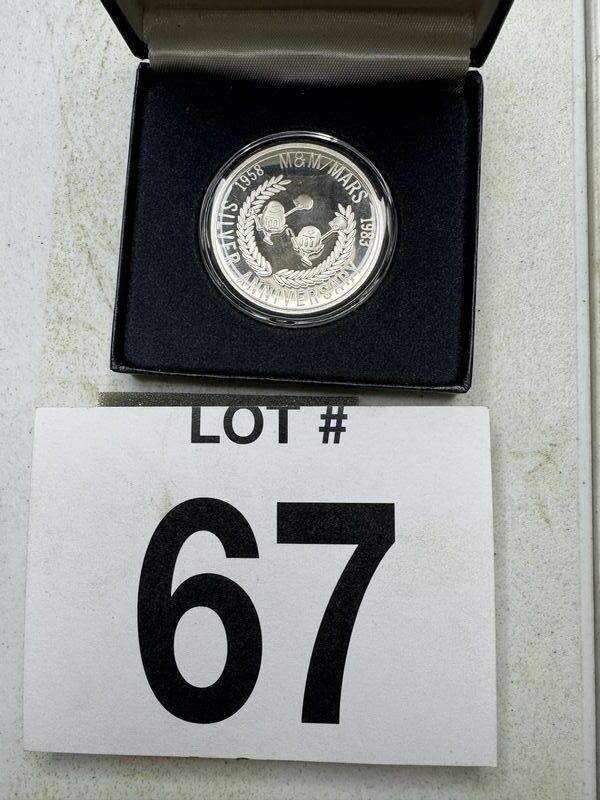 1958 M&M/MARS 1983
SILVER ANNIVERSARY
LOT #
67